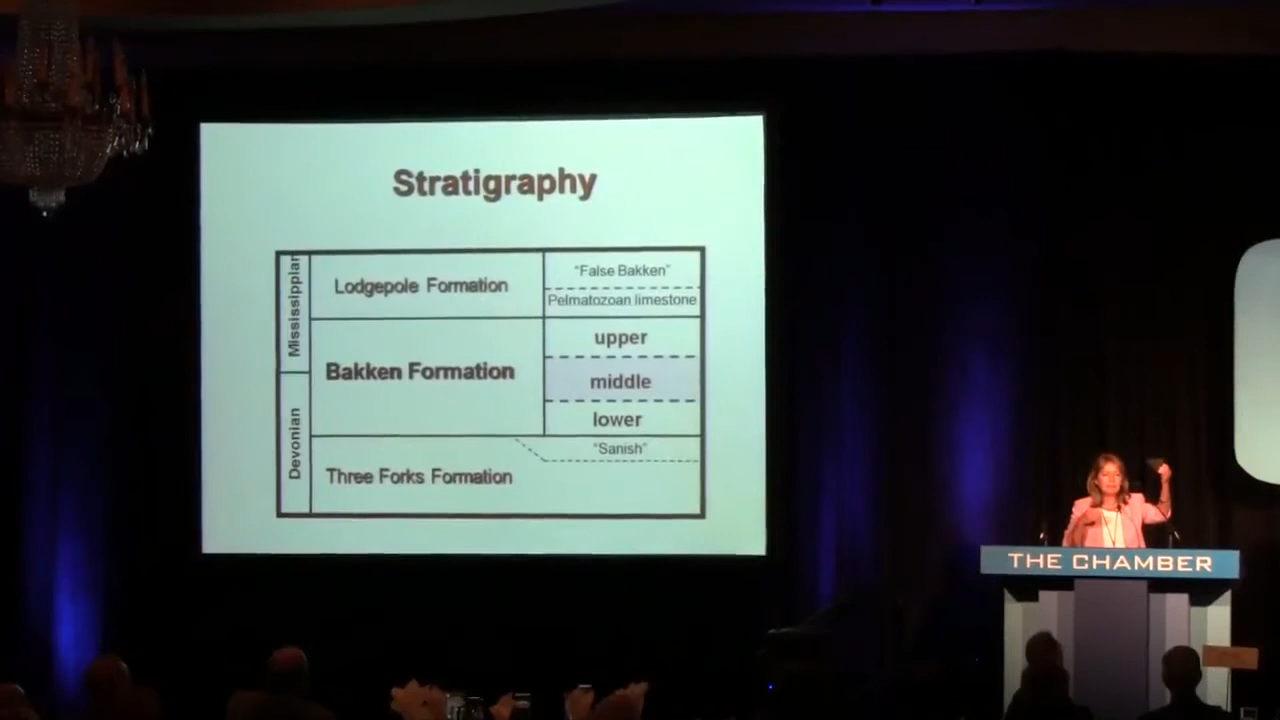 Stratigraphy
Mississippian
Lodgepole Formation
"False Bakken"
Pelmatozoan limestone
Bakken Formation
upper
middle
lower
Devonian
Three Forks Formation
"Sanish"
THE CHAMBER